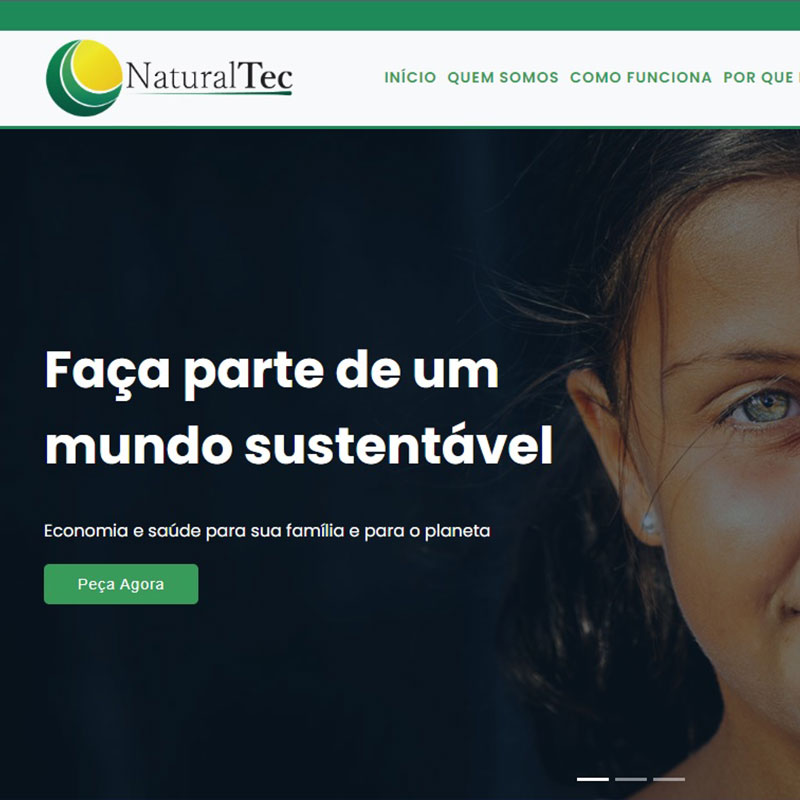 NaturalTec
INÍCIO QUEM SOMOS COMO FUNCIONA POR QUE
Faça parte de um
mundo sustentável
Economia e saúde para sua família e para o planeta
Peça Agora